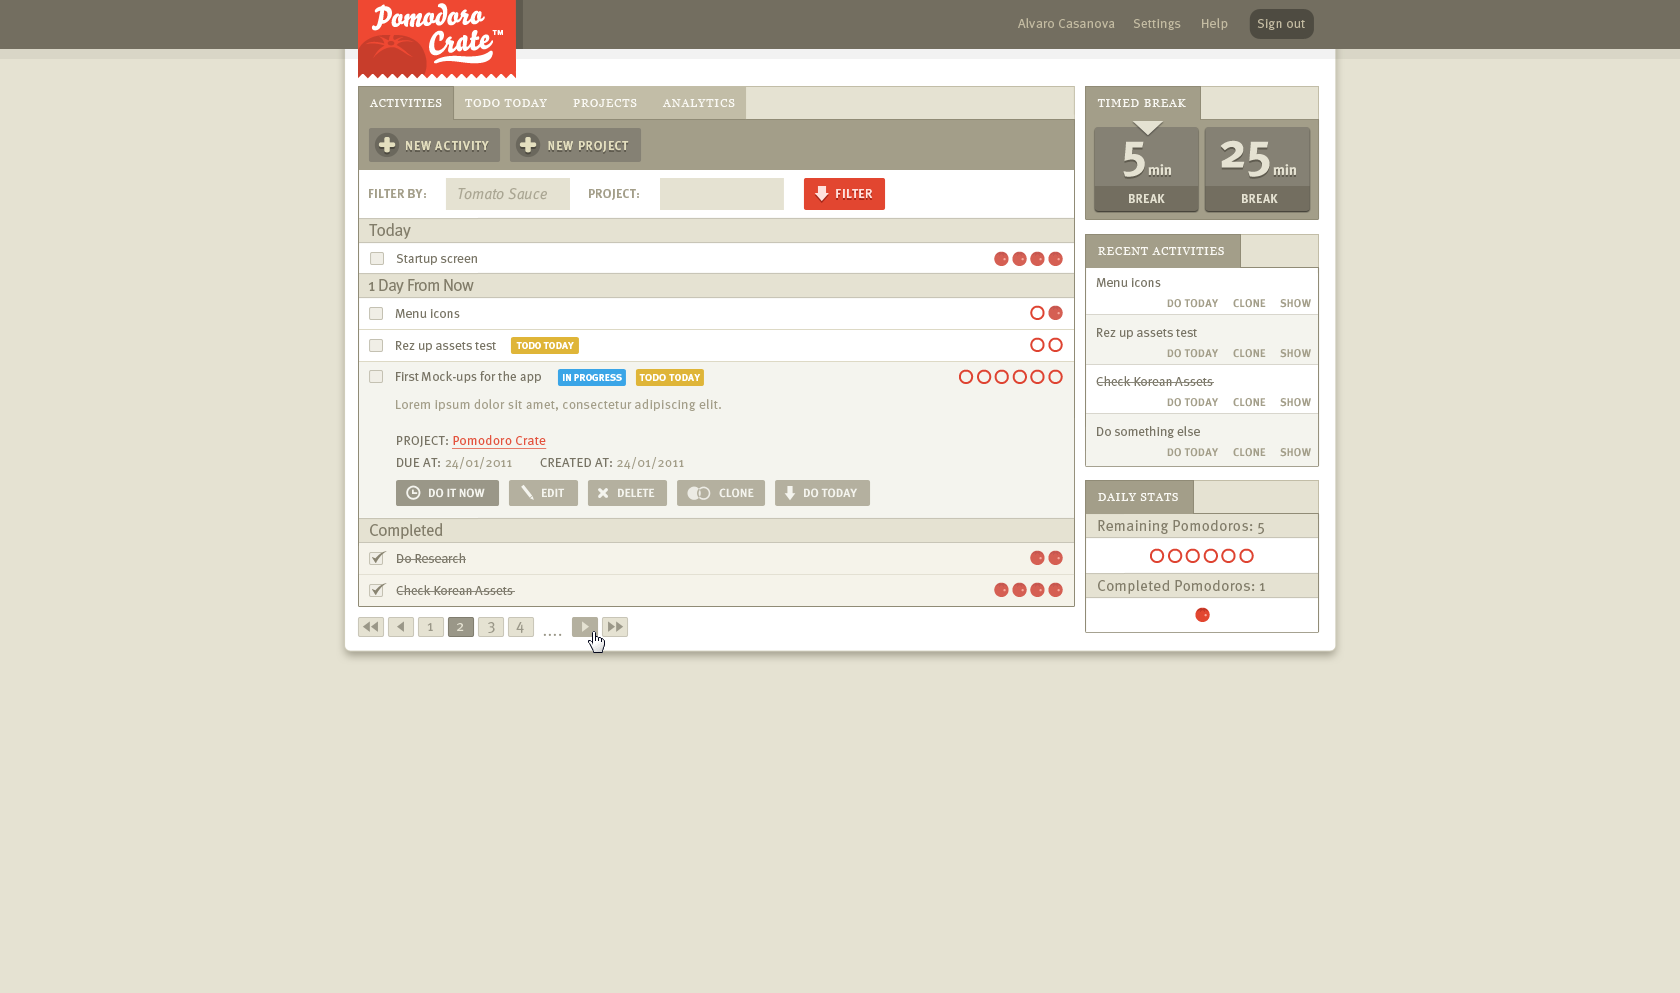 Pomodoro
Crate™
Alvaro Casanova Settings Help Sign out
ACTIVITIES TODO TODAY PROJECTS ANALYTICS
NEW ACTIVITY NEW PROJECT
FILTER BY: Tomato Sauce PROJECT: FILTER
Today
Startup screen
1 Day From Now
Menu icons
Rez up assets test TODO TODAY
First Mock-ups for the app IN PROGRESS TODO TODAY
Lorem ipsum dolor sit amet, consectetur adipiscing elit.
PROJECT: Pomodoro Crate
DUE AT: 24/01/2011 CREATED AT: 24/01/2011
DO IT NOW EDIT DELETE CLONE DO TODAY
Completed
Do Research
Check Korean Assets
1 2 3 4 ....
TIMED BREAK
5 min 25 min
BREAK BREAK
RECENT ACTIVITIES
Menu icons
DO TODAY CLONE SHOW
Rez up assets test
DO TODAY CLONE SHOW
Check Korean Assets
DO TODAY CLONE SHOW
Do something else
DO TODAY CLONE SHOW
DAILY STATS
Remaining Pomodoros: 5
Completed Pomodoros: 1